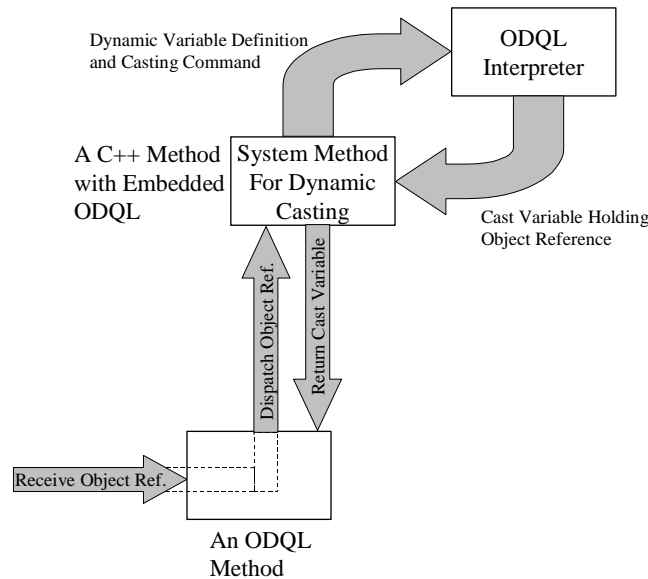 Dynamic Variable Definition
and Casting Command
ODQL
Interpreter
A C++ Method
with Embedded
ODQL
System Method
For Dynamic
Casting
Cast Variable Holding
Object Reference
Dispatch Object Ref.
Return Cast Variable
Receive Object Ref.
An ODQL
Method